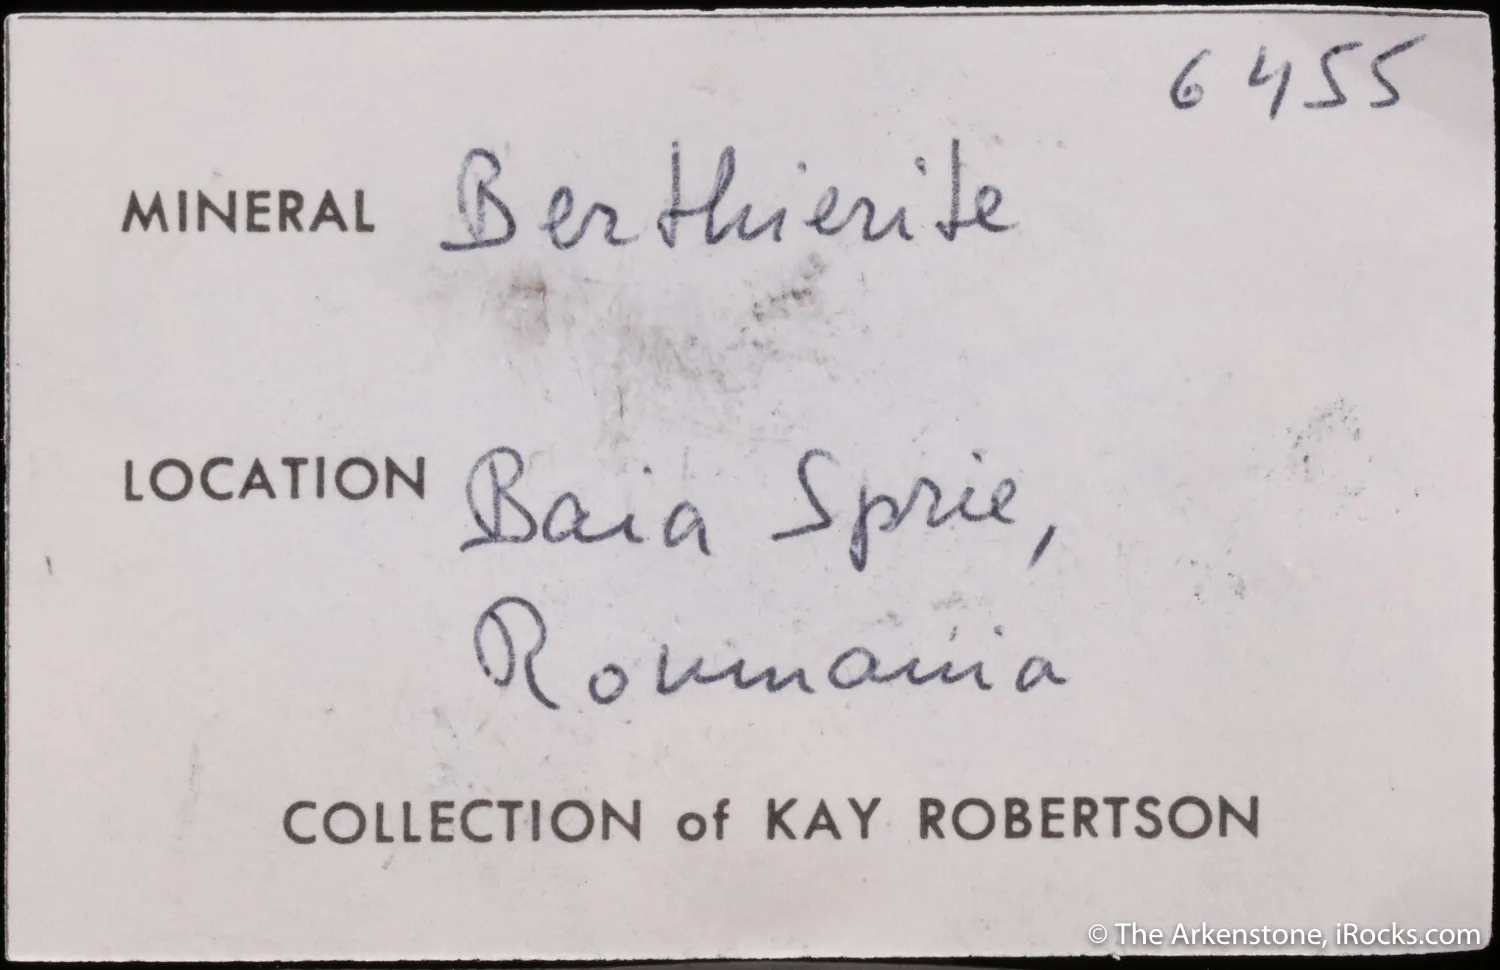 6455
MINERAL Berthierite
LOCATION Baia Sprie,
Roumania
COLLECTION of KAY ROBERTSON
© The Arkenstone, iRocks.com